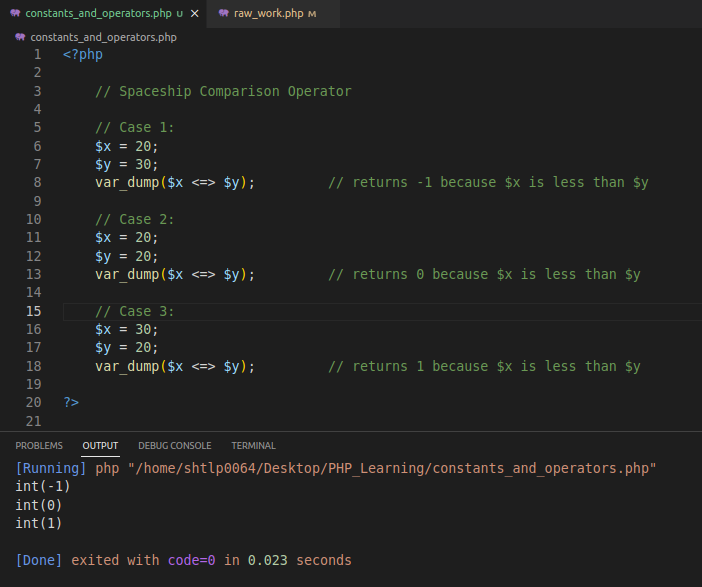 constants_and_operators.php U × raw_work.php M
constants_and_operators.php
1 <?php
2
3 // Spaceship Comparison Operator
4
5 // Case 1:
6 $x = 20;
7 $y = 30;
8 var_dump($x <=> $y); // returns -1 because $x is less than $y
9
10 // Case 2:
11 $x = 20;
12 $y = 20;
13 var_dump($x <=> $y); // returns 0 because $x is less than $y
14
15 // Case 3:
16 $x = 30;
17 $y = 20;
18 var_dump($x <=> $y); // returns 1 because $x is less than $y
19
20 ?>
21
PROBLEMS OUTPUT DEBUG CONSOLE TERMINAL
[Running] php "/home/shtlp0064/Desktop/PHP_Learning/constants_and_operators.php"
int(-1)
int(0)
int(1)
[Done] exited with code=0 in 0.023 seconds